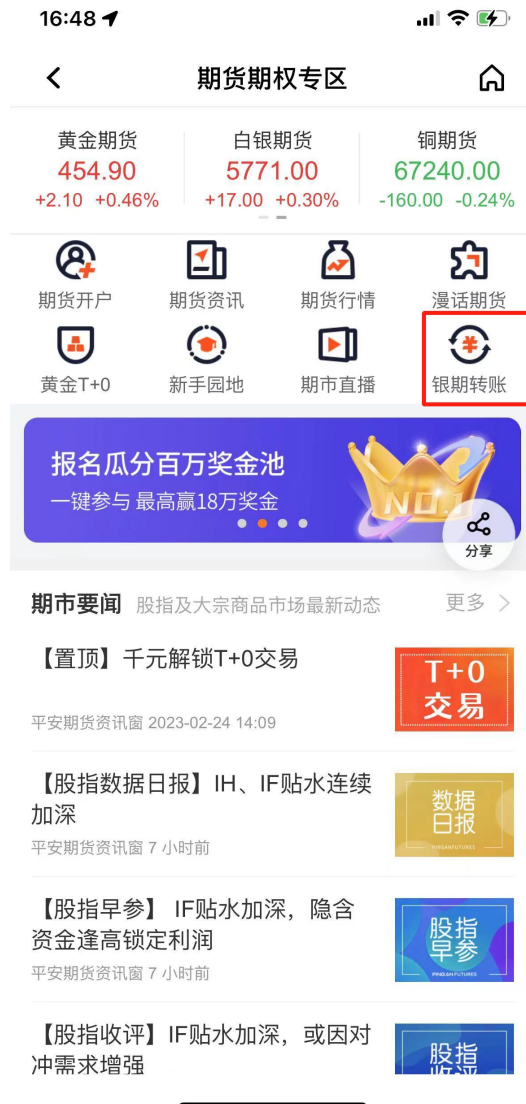 16:48
期货期权专区
黄金期货 白银期货 铜期货
454.90 5771.00 67240.00
+2.10 +0.46% +17.00 +0.30% -160.00 -0.24%
期货开户 期货资讯 期货行情 漫话期货
黄金T+0 新手园地 期市直播 银期转账
报名瓜分百万奖金池
一键参与 最高赢18万奖金
NO.1
分享
期市要闻 股指及大宗商品市场最新动态 更多
【置顶】千元解锁T+0交易
T+0
交易
平安期货资讯窗 2023-02-24 14:09
【股指数据日报】IH、IF贴水连续
加深
数据
日报
PINGANFUTURES
平安期货资讯窗 7 小时前
【股指早参】 IF贴水加深，隐含
资金逢高锁定利润
股指
早参
PINGANFUTURES
平安期货资讯窗 7 小时前
【股指收评】IF贴水加深，或因对
冲需求增强
股指
收评